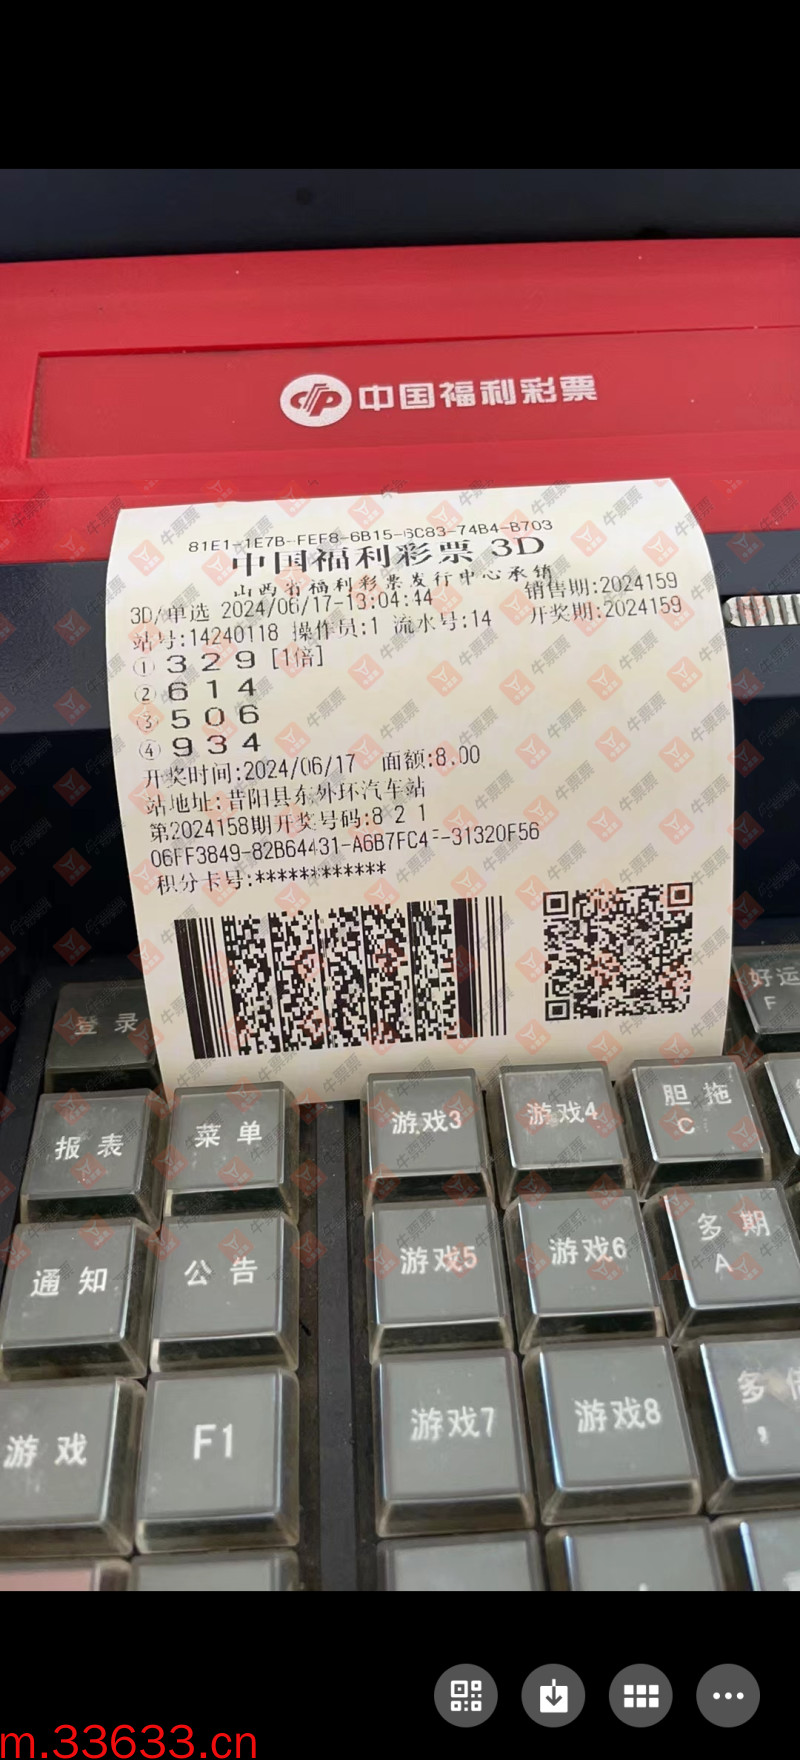 中国福利彩票
81E1-1E7B-FEF8-6B15-6C83-74B4-B703
中国福利彩票 3D
山西省福利彩票发行中心承销
3D/单选 2024/06/17-13:04:44 销售期:2024159
站号:14240118 操作员:1 流水号:14 开奖期:2024159
① 3 2 9 [1倍]
② 6 1 4
③ 5 0 6
④ 9 3 4
开奖时间:2024/06/17 面额:8.00
站地址:昔阳县东外环汽车站
第2024158期开奖号码:8 2 1
06FF3849-82B64431-A6B7FC4F-31320F56
积分卡号:************
牛票票
登录
好运
F
报表
菜单
游戏3
游戏4
胆拖
C
通知
公告
游戏5
游戏6
多期
A
游戏
F1
游戏7
游戏8
多倍
,
m.33633.cn